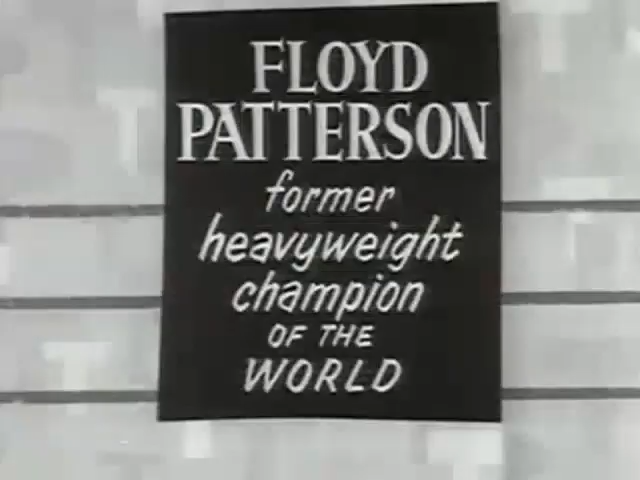 FLOYD
PATTERSON
former
heavyweight
champion
OF THE
WORLD